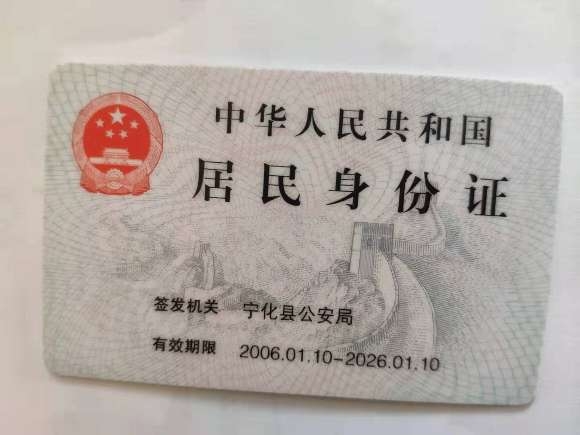 中华人民共和国
居民身份证
签发机关 宁化县公安局
有效期限 2006.01.10-2026.01.10